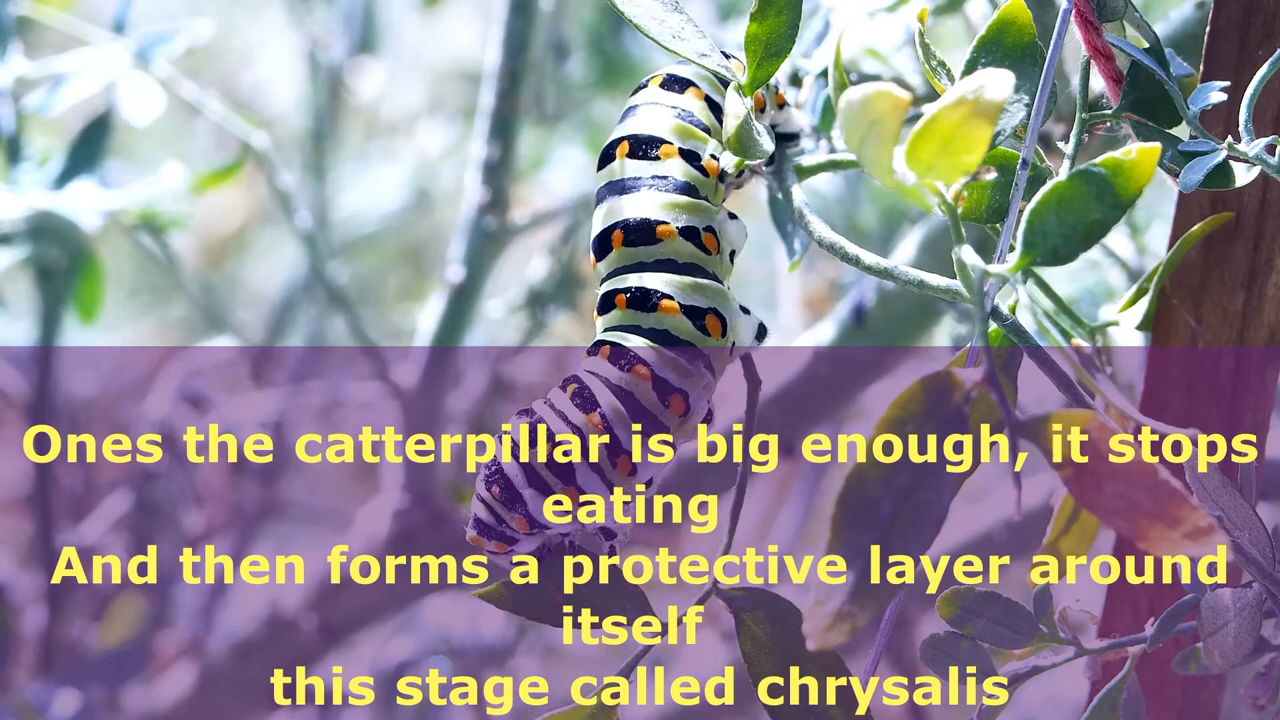 Ones the catterpillar is big enough, it stops
eating
And then forms a protective layer around
itself
this stage called chrysalis